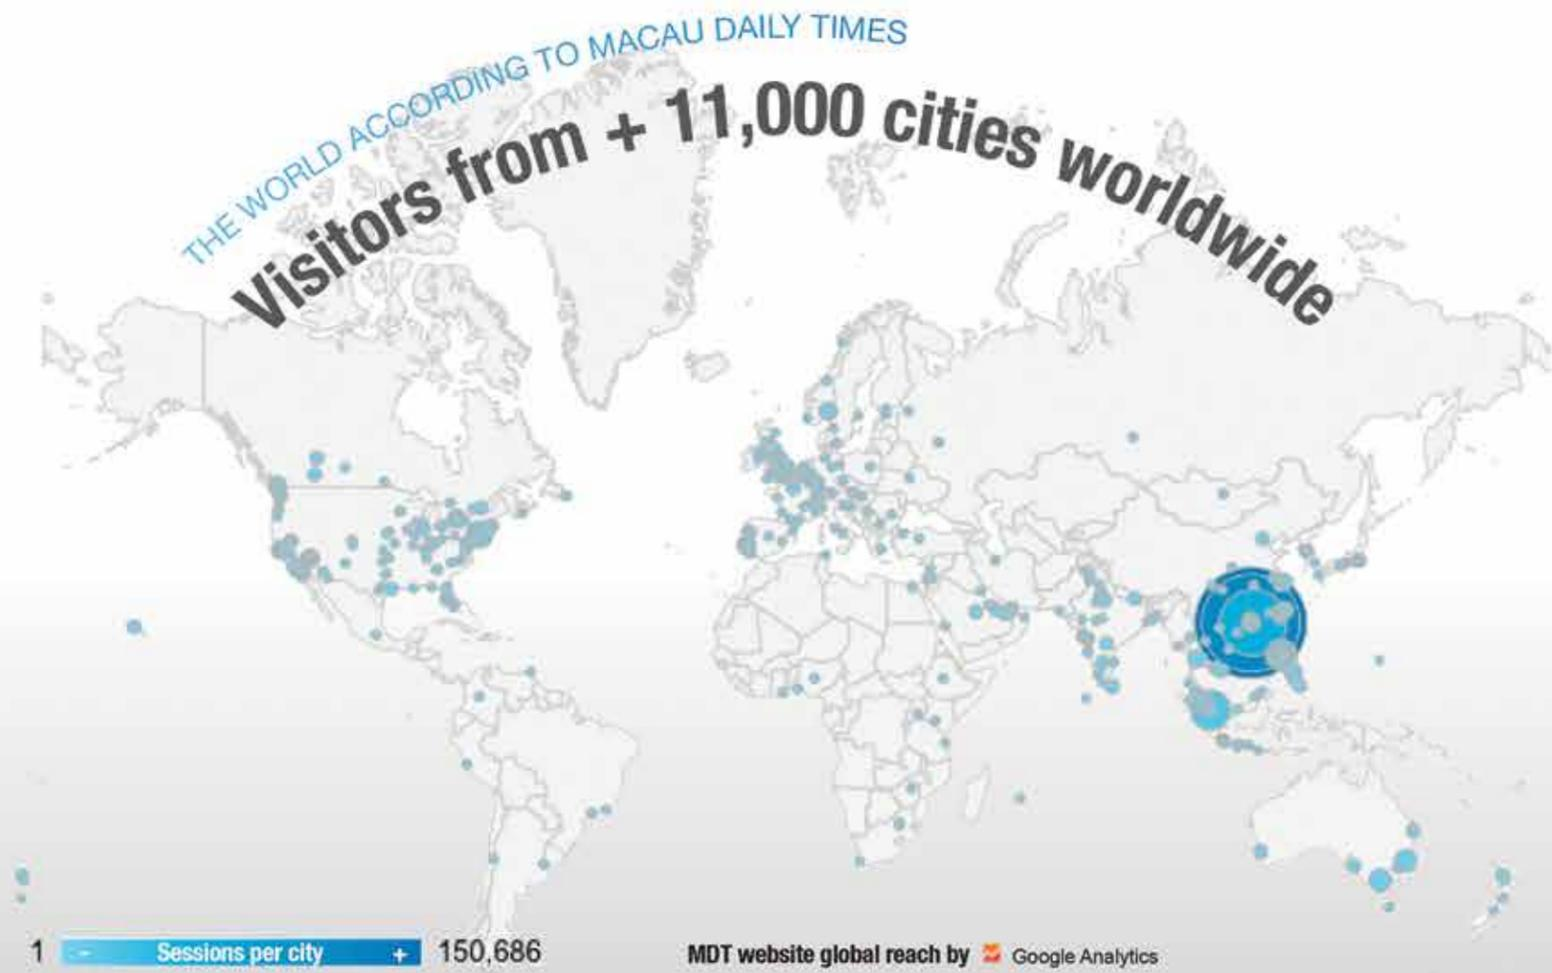 THE WORLD ACCORDING TO MACAU DAILY TIMES
Visitors from + 11,000 cities worldwide
1 - Sessions per city + 150,686
MDT website global reach by Google Analytics